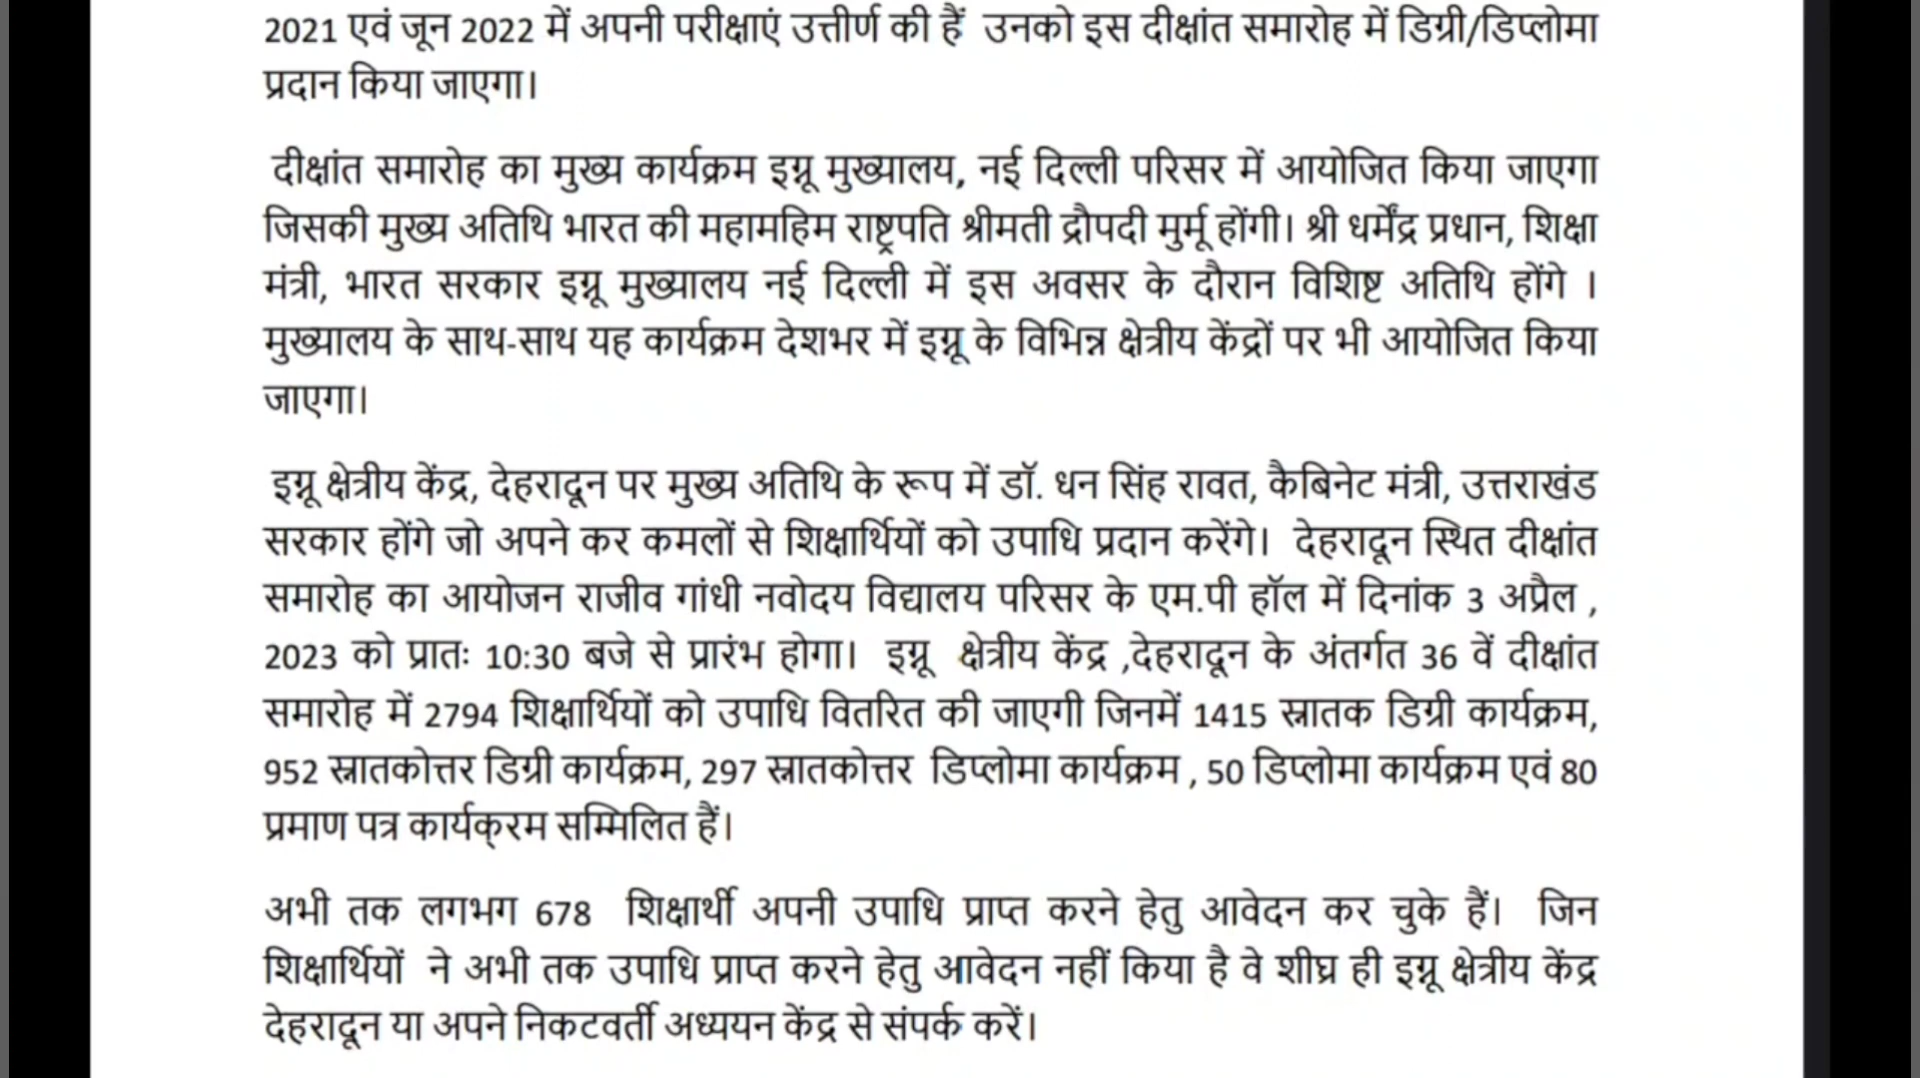 2021 एवं जून 2022 में अपनी परीक्षाएं उत्तीर्ण की हैं उनको इस दीक्षांत समारोह में डिग्री/डिप्लोमा
प्रदान किया जाएगा।
दीक्षांत समारोह का मुख्य कार्यक्रम इग्नू मुख्यालय, नई दिल्ली परिसर में आयोजित किया जाएगा
जिसकी मुख्य अतिथि भारत की महामहिम राष्ट्रपति श्रीमती द्रौपदी मुर्मू होंगी। श्री धर्मेंद्र प्रधान, शिक्षा
मंत्री, भारत सरकार इग्नू मुख्यालय नई दिल्ली में इस अवसर के दौरान विशिष्ट अतिथि होंगे ।
मुख्यालय के साथ-साथ यह कार्यक्रम देशभर में इग्नू के विभिन्न क्षेत्रीय केंद्रों पर भी आयोजित किया
जाएगा।
इग्नू क्षेत्रीय केंद्र, देहरादून पर मुख्य अतिथि के रूप में डॉ. धन सिंह रावत, कैबिनेट मंत्री, उत्तराखंड
सरकार होंगे जो अपने कर कमलों से शिक्षार्थियों को उपाधि प्रदान करेंगे। देहरादून स्थित दीक्षांत
समारोह का आयोजन राजीव गांधी नवोदय विद्यालय परिसर के एम.पी हॉल में दिनांक 3 अप्रैल ,
2023 को प्रातः 10:30 बजे से प्रारंभ होगा। इग्नू क्षेत्रीय केंद्र ,देहरादून के अंतर्गत 36 वें दीक्षांत
समारोह में 2794 शिक्षार्थियों को उपाधि वितरित की जाएगी जिनमें 1415 स्नातक डिग्री कार्यक्रम,
952 स्नातकोत्तर डिग्री कार्यक्रम, 297 स्नातकोत्तर डिप्लोमा कार्यक्रम , 50 डिप्लोमा कार्यक्रम एवं 80
प्रमाण पत्र कार्यक्‌रम सम्मिलित हैं।
अभी तक लगभग 678 शिक्षार्थी अपनी उपाधि प्राप्त करने हेतु आवेदन कर चुके हैं। जिन
शिक्षार्थियों ने अभी तक उपाधि प्राप्त करने हेतु आवेदन नहीं किया है वे शीघ्र ही इग्नू क्षेत्रीय केंद्र
देहरादून या अपने निकटवर्ती अध्ययन केंद्र से संपर्क करें।